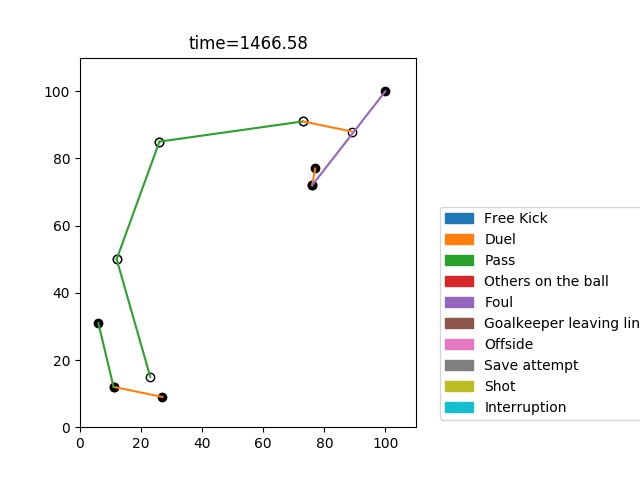 time=1466.58
100
80
60
40
20
0
0 20 40 60 80 100
Free Kick
Duel
Pass
Others on the ball
Foul
Goalkeeper leaving lin
Offside
Save attempt
Shot
Interruption